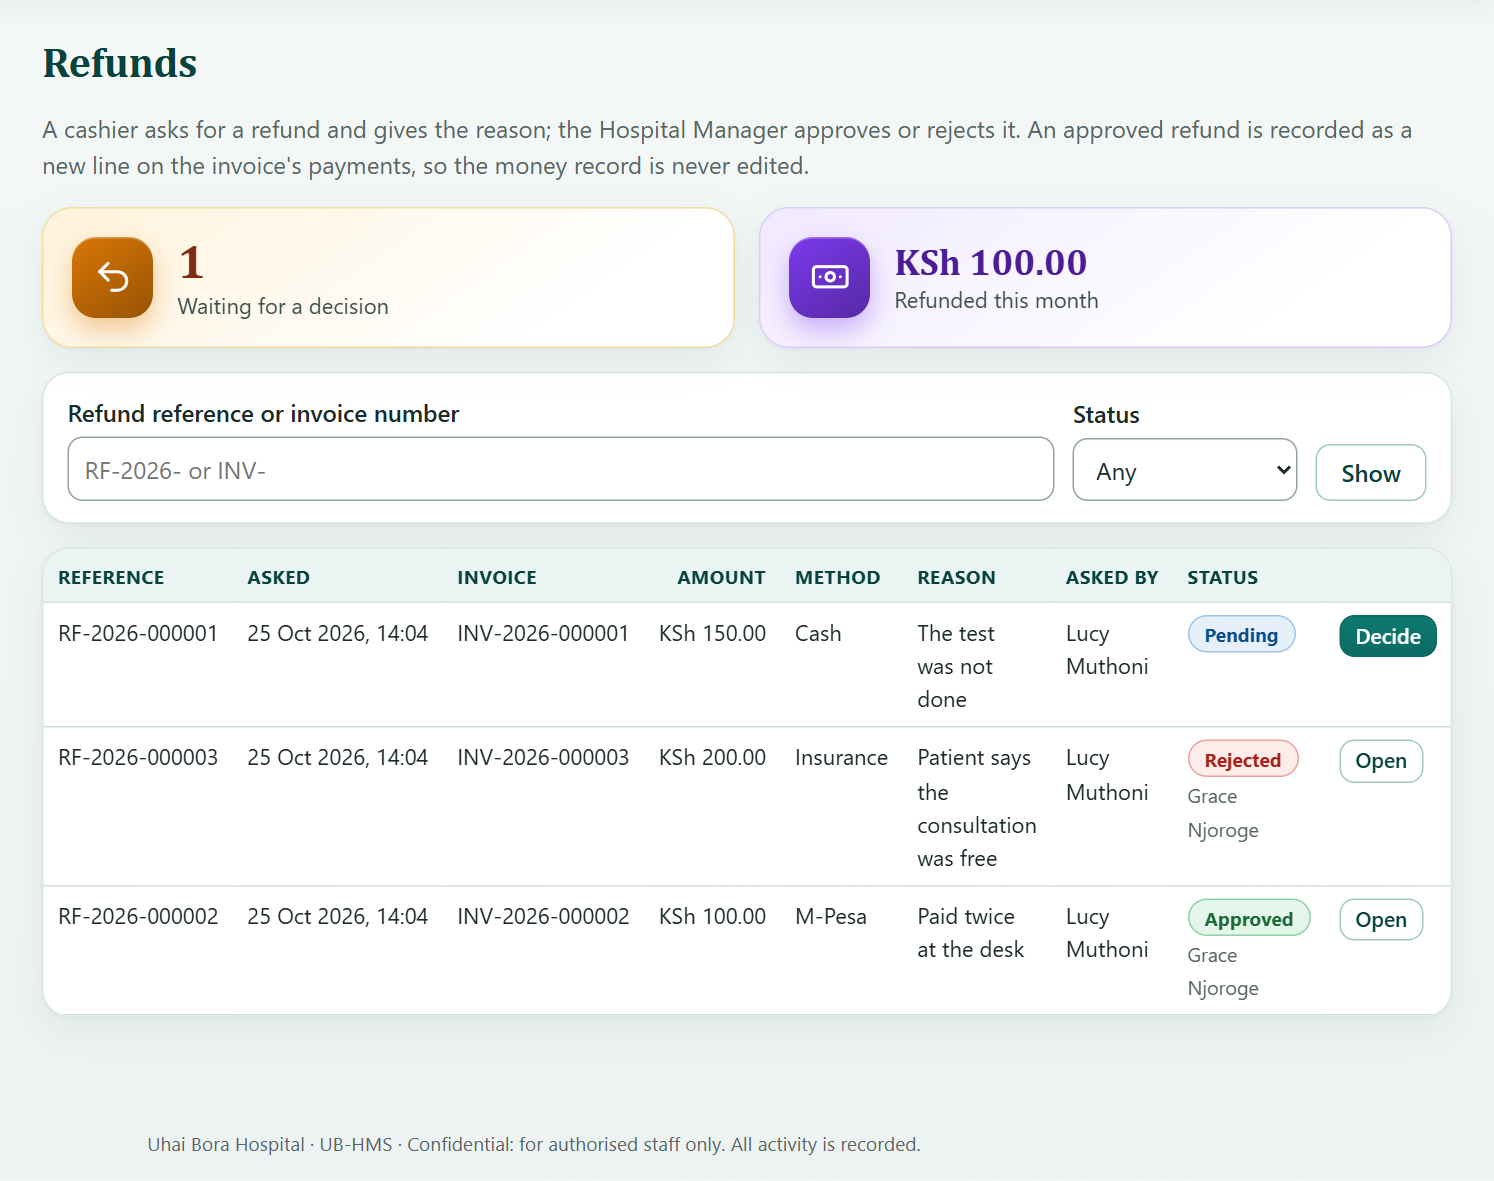 Refunds
A cashier asks for a refund and gives the reason; the Hospital Manager approves or rejects it. An approved refund is recorded as a
new line on the invoice's payments, so the money record is never edited.
1
Waiting for a decision
KSh 100.00
Refunded this month
Refund reference or invoice number
RF-2026- or INV-
Status
Any
Show
REFERENCE ASKED INVOICE AMOUNT METHOD REASON ASKED BY STATUS
RF-2026-000001 25 Oct 2026, 14:04 INV-2026-000001 KSh 150.00 Cash The test Lucy Pending Decide
was not Muthoni
done
RF-2026-000003 25 Oct 2026, 14:04 INV-2026-000003 KSh 200.00 Insurance Patient says Lucy Rejected Open
the Muthoni Grace
consultation Njoroge
was free
RF-2026-000002 25 Oct 2026, 14:04 INV-2026-000002 KSh 100.00 M-Pesa Paid twice Lucy Approved Open
at the desk Muthoni Grace
Njoroge
Uhai Bora Hospital · UB-HMS · Confidential: for authorised staff only. All activity is recorded.